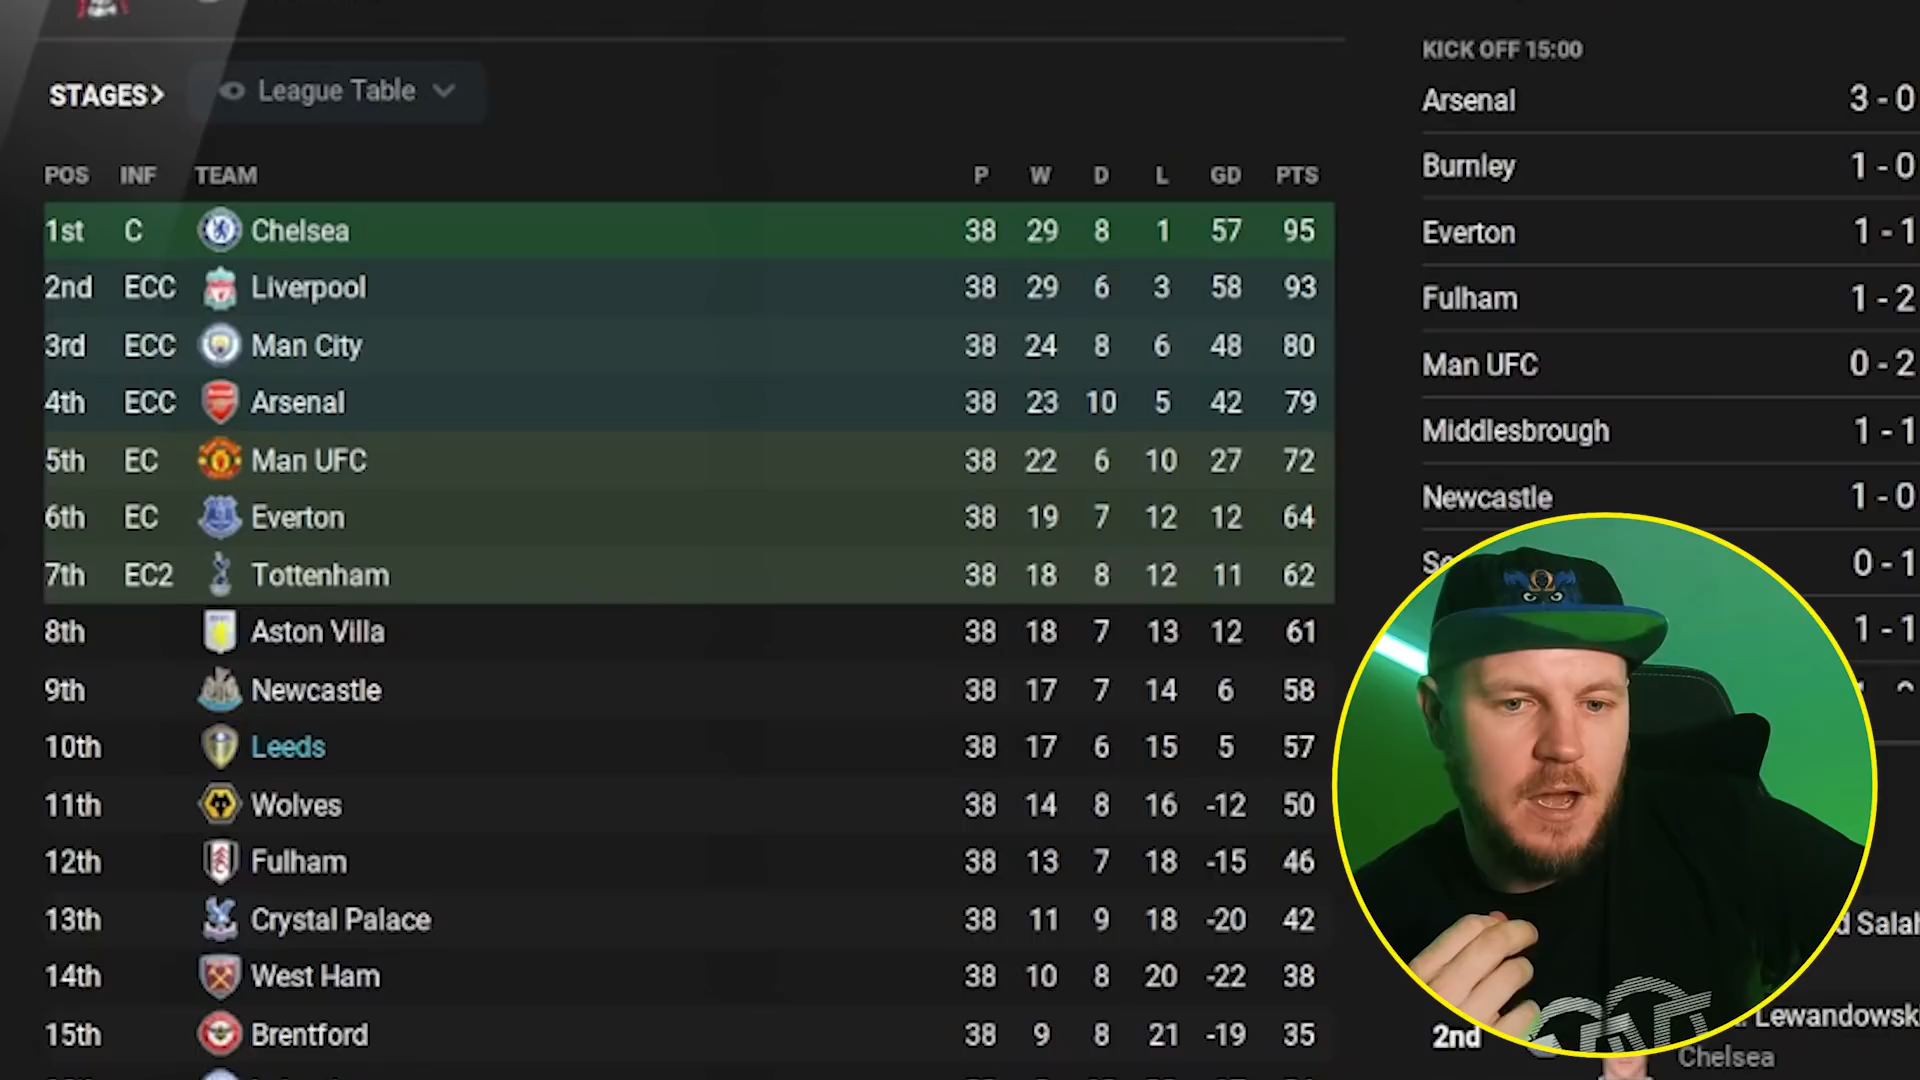 STAGES>
League Table
POS INF TEAM P W D L GD PTS
1st C Chelsea 38 29 8 1 57 95
2nd ECC Liverpool 38 29 6 3 58 93
3rd ECC Man City 38 24 8 6 48 80
4th ECC Arsenal 38 23 10 5 42 79
5th EC Man UFC 38 22 6 10 27 72
6th EC Everton 38 19 7 12 12 64
7th EC2 Tottenham 38 18 8 12 11 62
8th Aston Villa 38 18 7 13 12 61
9th Newcastle 38 17 7 14 6 58
10th Leeds 38 17 6 15 5 57
11th Wolves 38 14 8 16 -12 50
12th Fulham 38 13 7 18 -15 46
13th Crystal Palace 38 11 9 18 -20 42
14th West Ham 38 10 8 20 -22 38
15th Brentford 38 9 8 21 -19 35
KICK OFF 15:00
Arsenal 3 - 0
Burnley 1 - 0
Everton 1 - 1
Fulham 1 - 2
Man UFC 0 - 2
Middlesbrough 1 - 1
Newcastle 1 - 0
0 - 1
1 - 1
d Salah
2nd Lewandowsk
Chelsea